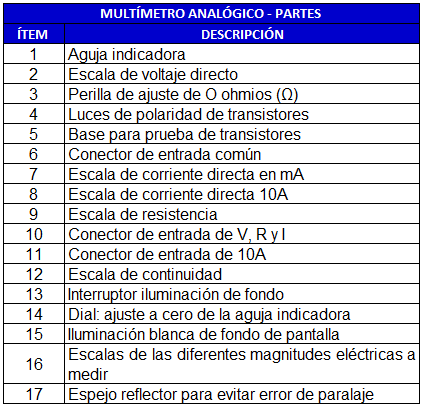 MULTÍMETRO ANALÓGICO - PARTES
ÍTEM DESCRIPCIÓN
1 Aguja indicadora
2 Escala de voltaje directo
3 Perilla de ajuste de O ohmios (Ω)
4 Luces de polaridad de transistores
5 Base para prueba de transistores
6 Conector de entrada común
7 Escala de corriente directa en mA
8 Escala de corriente directa 10A
9 Escala de resistencia
10 Conector de entrada de V, R y I
11 Conector de entrada de 10A
12 Escala de continuidad
13 Interruptor iluminación de fondo
14 Dial: ajuste a cero de la aguja indicadora
15 Iluminación blanca de fondo de pantalla
16 Escalas de las diferentes magnitudes eléctricas a
medir
17 Espejo reflector para evitar error de paralaje